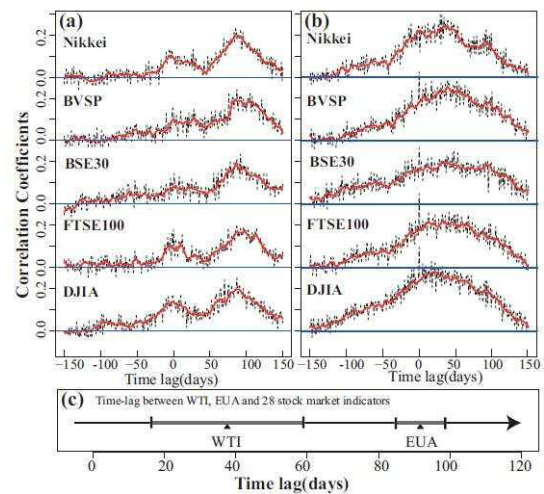 (a) (b)
Nikkei Nikkei
BVSP BVSP
BSE30 BSE30
FTSE100 FTSE100
DJIA DJIA
Correlation Coefficients
0.2
0.0
0.2
0.0
0.2
0.0
0.2
0.0
0.2
0.0
−150 −100 −50 0 50 100 150 −150 −100 −50 0 50 100 150
Time lag(days) Time lag(days)
(c) Time-lag between WTI, EUA and 28 stock market indicators
WTI EUA
0 20 40 60 80 100 120
Time lag(days)